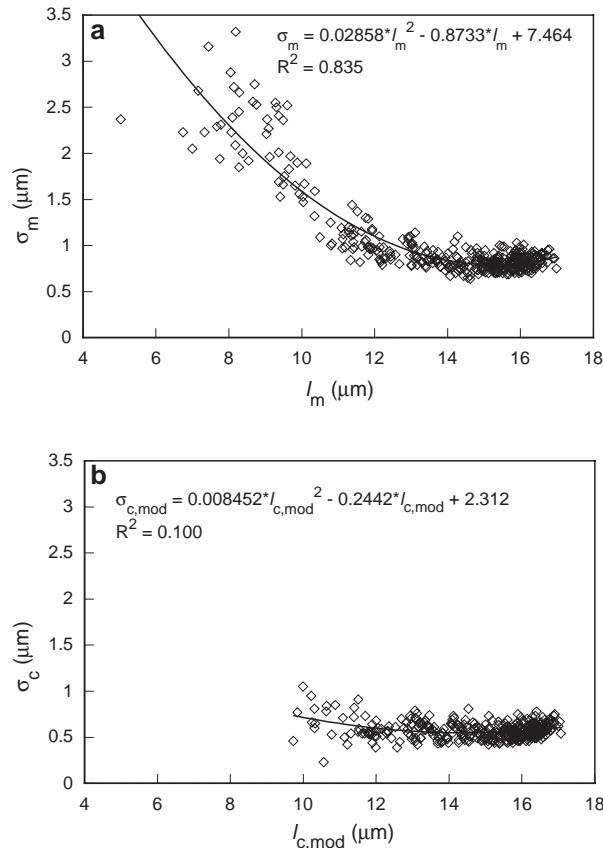 a
σm = 0.02858*lm² - 0.8733*lm + 7.464
R² = 0.835
3.5
3
2.5
2
1.5
1
0.5
0
σm (μm)
4 6 8 10 12 14 16 18
lm (μm)
b
σc,mod = 0.008452*lc,mod² - 0.2442*lc,mod + 2.312
R² = 0.100
3.5
3
2.5
2
1.5
1
0.5
0
σc (μm)
4 6 8 10 12 14 16 18
lc,mod (μm)